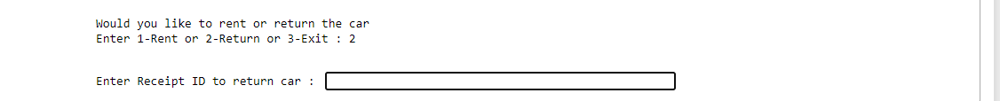 Would you like to rent or return the car
Enter 1-Rent or 2-Return or 3-Exit : 2
Enter Receipt ID to return car :